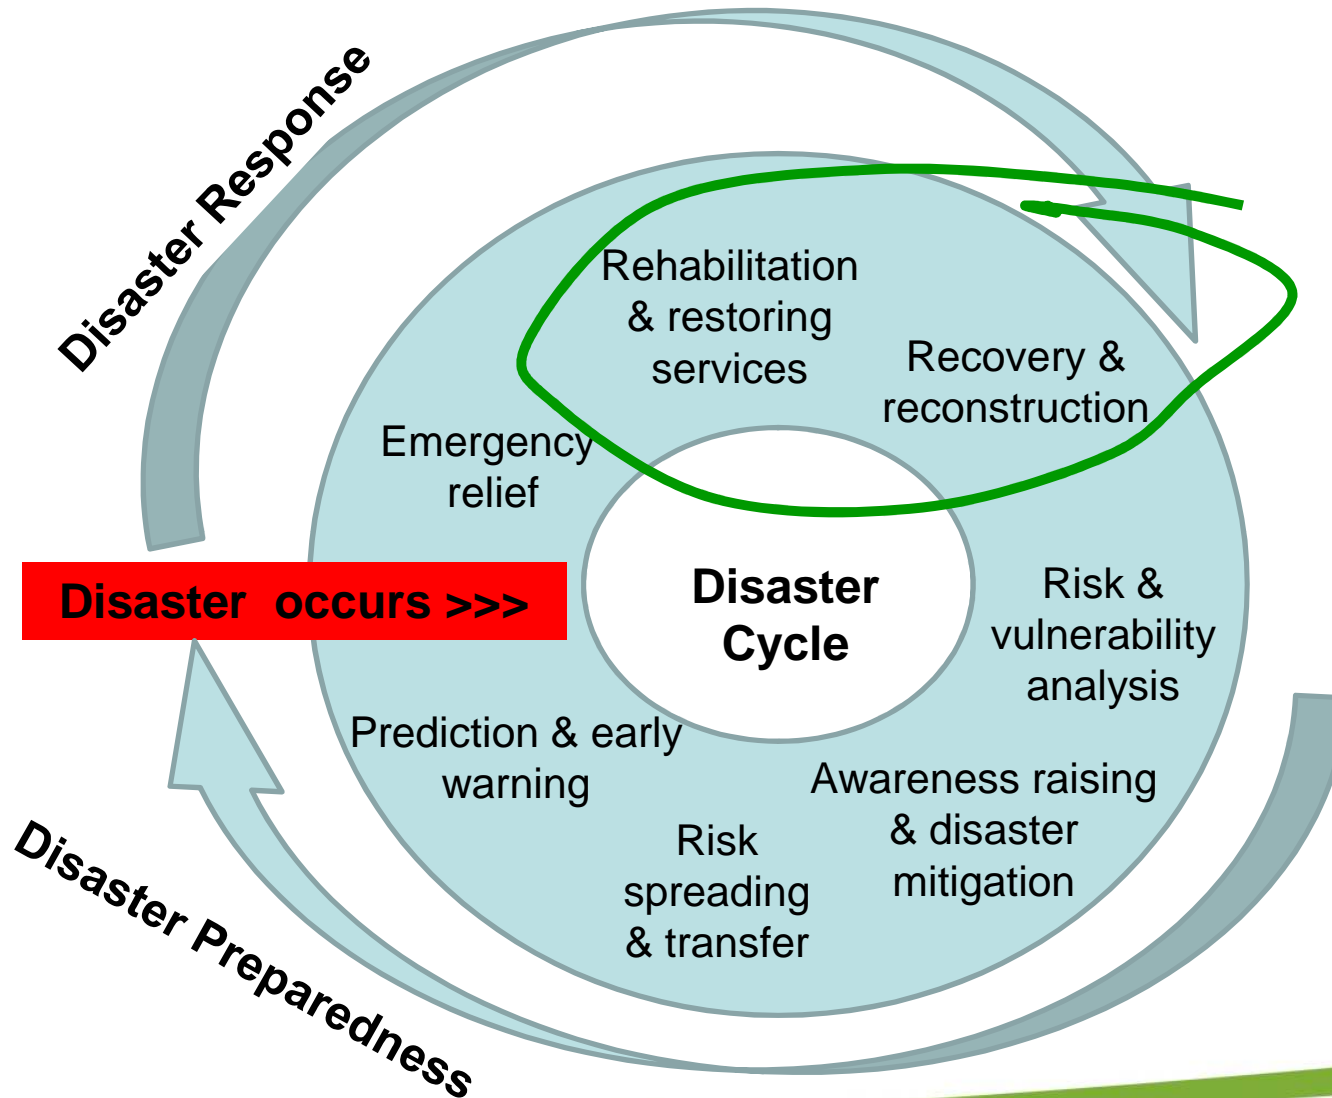 Disaster Response
Rehabilitation
& restoring
services
Recovery &
reconstruction
Emergency
relief
Disaster  occurs >>>
Disaster
Cycle
Risk &
vulnerability
analysis
Prediction & early
warning
Awareness raising
& disaster
mitigation
Risk
spreading
& transfer
Disaster Preparedness